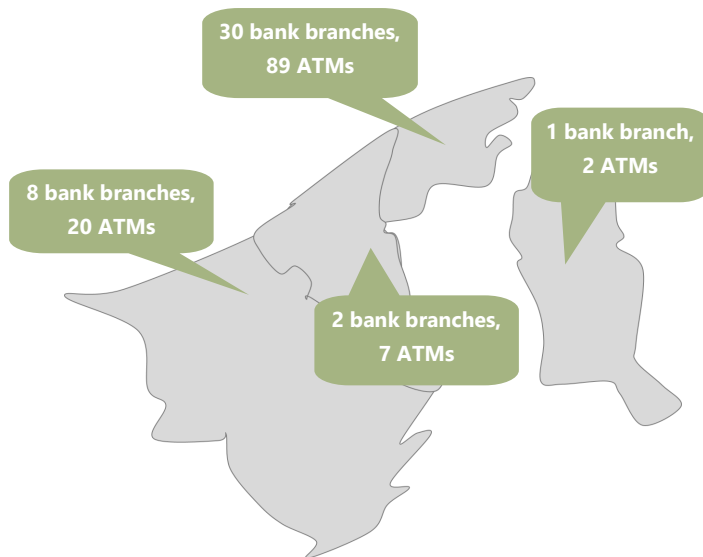 30 bank branches,
89 ATMs
1 bank branch,
2 ATMs
8 bank branches,
20 ATMs
2 bank branches,
7 ATMs